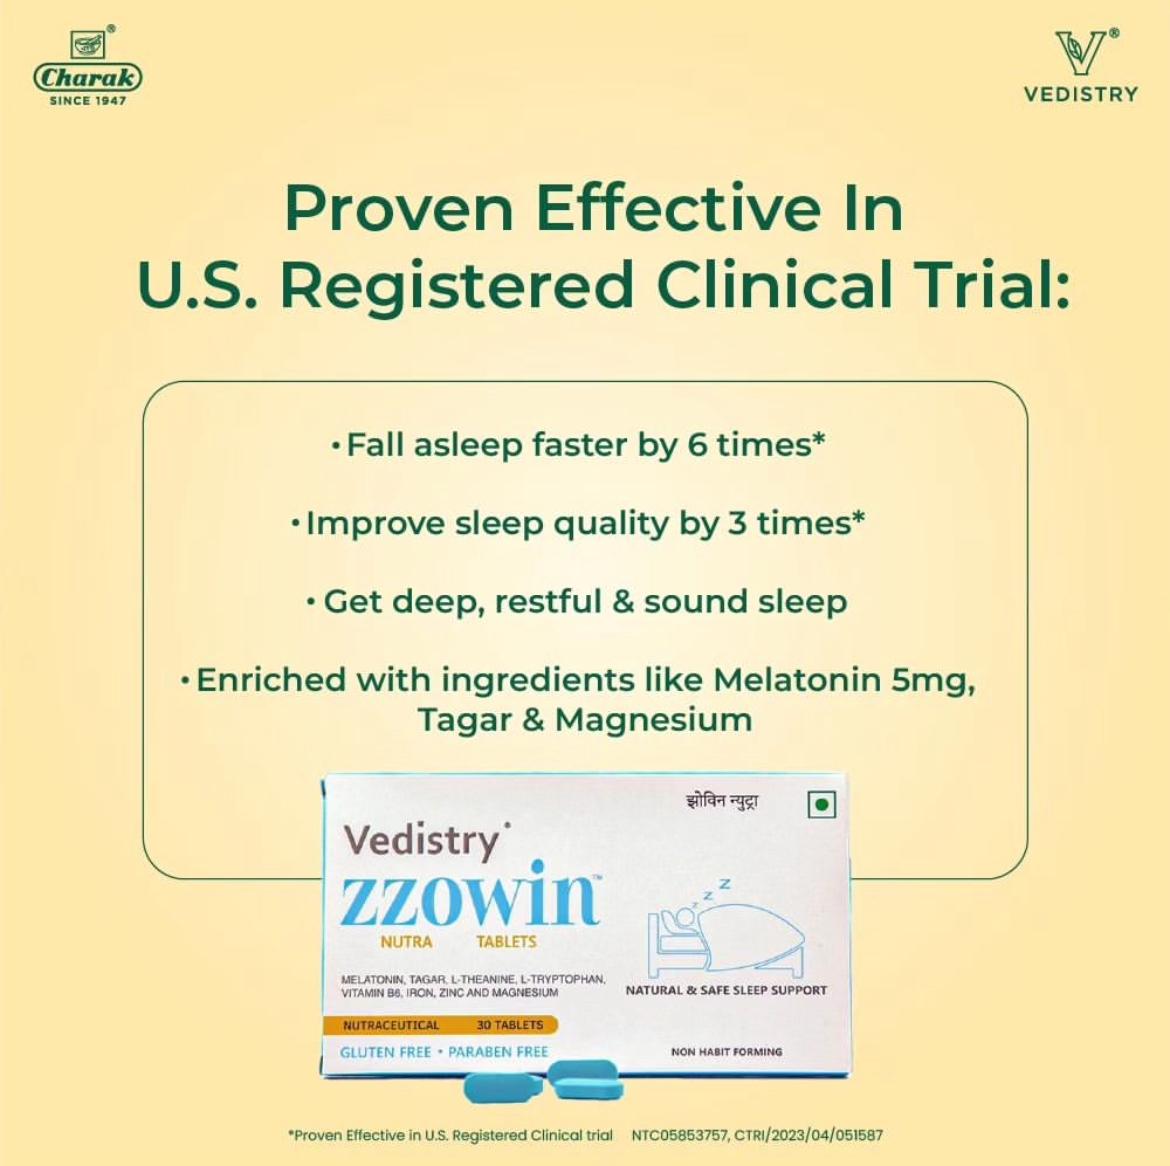 Charak®
SINCE 1947
V®
VEDISTRY
Proven Effective In
U.S. Registered Clinical Trial:
•Fall asleep faster by 6 times*
•Improve sleep quality by 3 times*
• Get deep, restful & sound sleep
•Enriched with ingredients like Melatonin 5mg,
Tagar & Magnesium
झोविन न्युट्रा
Vedistry®
zzowin™
NUTRA TABLETS
MELATONIN, TAGAR, L-THEANINE, L-TRYPTOPHAN,
VITAMIN B6, IRON, ZINC AND MAGNESIUM
z z Z
NATURAL & SAFE SLEEP SUPPORT
NUTRACEUTICAL 30 TABLETS
GLUTEN FREE • PARABEN FREE
NON HABIT FORMING
*Proven Effective in U.S. Registered Clinical trial NTC05853757, CTRI/2023/04/051587